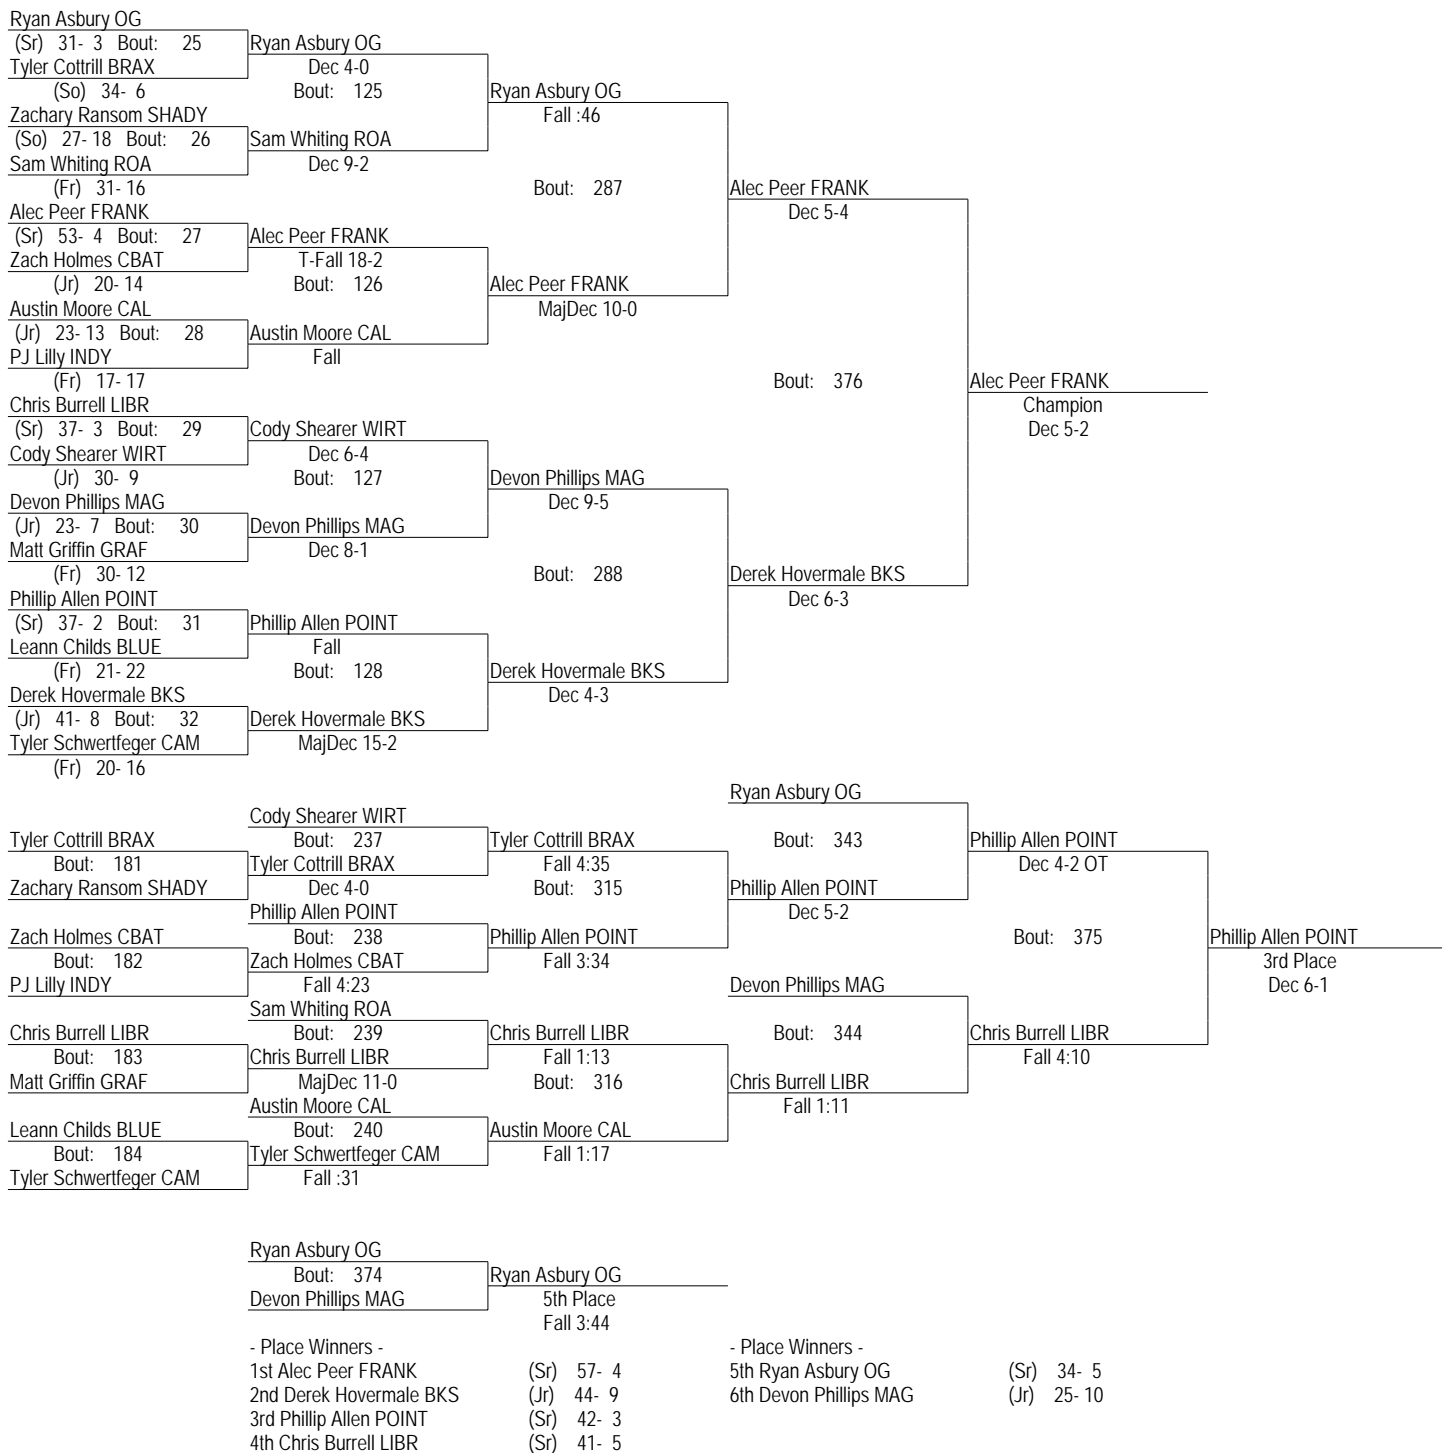 Ryan Asbury OG
(Sr) 31- 3 Bout: 25 Ryan Asbury OG
Tyler Cottrill BRAX Dec 4-0
(So) 34- 6 Bout: 125 Ryan Asbury OG
Zachary Ransom SHADY Fall :46
(So) 27- 18 Bout: 26 Sam Whiting ROA
Sam Whiting ROA Dec 9-2
(Fr) 31- 16 Bout: 287 Alec Peer FRANK
Alec Peer FRANK Dec 5-4
(Sr) 53- 4 Bout: 27 Alec Peer FRANK
Zach Holmes CBAT T-Fall 18-2
(Jr) 20- 14 Bout: 126 Alec Peer FRANK
Austin Moore CAL MajDec 10-0
(Jr) 23- 13 Bout: 28 Austin Moore CAL
PJ Lilly INDY Fall
(Fr) 17- 17 Bout: 376 Alec Peer FRANK
Chris Burrell LIBR Champion
(Sr) 37- 3 Bout: 29 Cody Shearer WIRT Dec 5-2
Cody Shearer WIRT Dec 6-4
(Jr) 30- 9 Bout: 127 Devon Phillips MAG
Devon Phillips MAG Dec 9-5
(Jr) 23- 7 Bout: 30 Devon Phillips MAG
Matt Griffin GRAF Dec 8-1
(Fr) 30- 12 Bout: 288 Derek Hovermale BKS
Phillip Allen POINT Dec 6-3
(Sr) 37- 2 Bout: 31 Phillip Allen POINT
Leann Childs BLUE Fall
(Fr) 21- 22 Bout: 128 Derek Hovermale BKS
Derek Hovermale BKS Dec 4-3
(Jr) 41- 8 Bout: 32 Derek Hovermale BKS
Tyler Schwertfeger CAM MajDec 15-2
(Fr) 20- 16
Ryan Asbury OG
Cody Shearer WIRT
Tyler Cottrill BRAX Bout: 237 Tyler Cottrill BRAX Bout: 343 Phillip Allen POINT
Bout: 181 Tyler Cottrill BRAX Fall 4:35 Dec 4-2 OT
Zachary Ransom SHADY Dec 4-0 Bout: 315 Phillip Allen POINT
Phillip Allen POINT Dec 5-2
Zach Holmes CBAT Bout: 238 Phillip Allen POINT Bout: 375 Phillip Allen POINT
Bout: 182 Zach Holmes CBAT Fall 3:34 3rd Place
PJ Lilly INDY Fall 4:23 Devon Phillips MAG Dec 6-1
Sam Whiting ROA
Chris Burrell LIBR Bout: 239 Chris Burrell LIBR Bout: 344 Chris Burrell LIBR
Bout: 183 Chris Burrell LIBR Fall 1:13 Fall 4:10
Matt Griffin GRAF MajDec 11-0 Bout: 316 Chris Burrell LIBR
Austin Moore CAL Fall 1:11
Leann Childs BLUE Bout: 240 Austin Moore CAL
Bout: 184 Tyler Schwertfeger CAM Fall 1:17
Tyler Schwertfeger CAM Fall :31
Ryan Asbury OG
Bout: 374 Ryan Asbury OG
Devon Phillips MAG 5th Place
Fall 3:44
- Place Winners - - Place Winners -
1st Alec Peer FRANK (Sr) 57- 4 5th Ryan Asbury OG (Sr) 34- 5
2nd Derek Hovermale BKS (Jr) 44- 9 6th Devon Phillips MAG (Jr) 25- 10
3rd Phillip Allen POINT (Sr) 42- 3
4th Chris Burrell LIBR (Sr) 41- 5